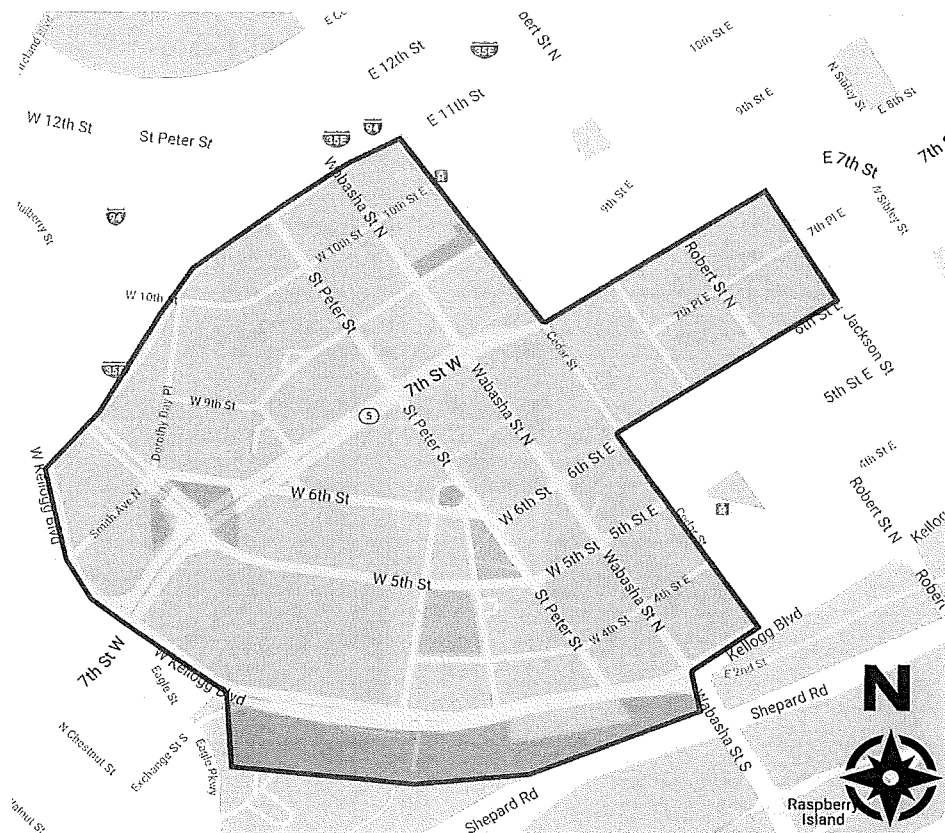 E 12th St
35E
bert St N
10th St E
N Sibley St
E 8th St
W 12th St
St Peter St
E 11th St
9th St E
35E
94
E 7th St
7th S
Wabasha St N
10th St E
9th St E
N Sibley St
94
7th Pl E
W 10th St
Robert St N
W 10th
St Peter St
7th Pl E
Cedar St
6th St E
Jackson St
35E
7th St W
Wabasha St N
5th St E
W 9th St
5
St Peter St
Dorothy Day Pl
6th St E
4th St E
W Kellogg Blvd
South Ave N
W 6th St
W 6th St
Robert St N
5th St E
Cedar St
Kellogg
W 5th St
W 5th St
Wabasha St N
4th St E
Robert
St Peter St
W 4th St
7th St W
W Kellogg Blvd
Eagle St
Kellogg Blvd
E 2nd St
N
Shepard Rd
Wabasha St S
N Chestnut St
Exchange St S
Eagle Pkwy
Shepard Rd
Raspberry
Island